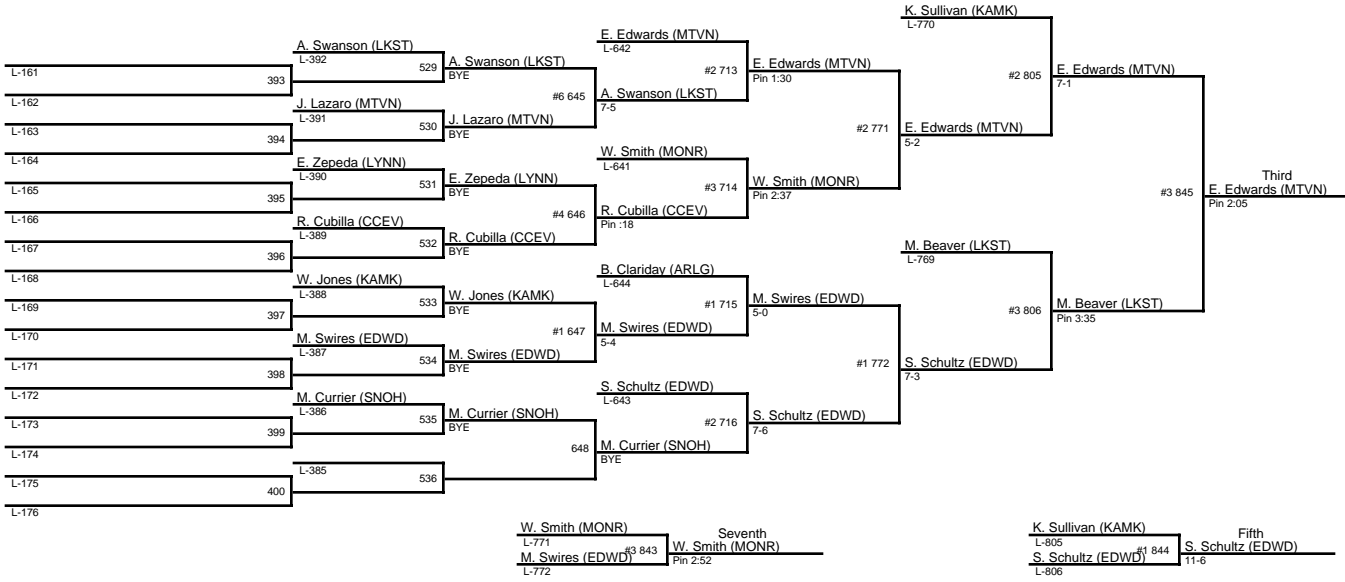 L-161
L-162
393
L-163
L-164
394
L-165
L-166
395
L-167
L-168
396
L-169
L-170
397
L-171
L-172
398
L-173
L-174
399
L-175
L-176
400
A. Swanson (LKST)
L-392
529
J. Lazaro (MTVN)
L-391
530
E. Zepeda (LYNN)
L-390
531
R. Cubilla (CCEV)
L-389
532
W. Jones (KAMK)
L-388
533
M. Swires (EDWD)
L-387
534
M. Currier (SNOH)
L-386
535
L-385
536
A. Swanson (LKST)
BYE
#6 645
J. Lazaro (MTVN)
BYE
E. Zepeda (LYNN)
BYE
#4 646
R. Cubilla (CCEV)
BYE
W. Jones (KAMK)
BYE
#1 647
M. Swires (EDWD)
BYE
M. Currier (SNOH)
BYE
648
E. Edwards (MTVN)
L-642
#2 713
A. Swanson (LKST)
7-5
W. Smith (MONR)
L-641
#3 714
R. Cubilla (CCEV)
Pin :18
B. Clariday (ARLG)
L-644
#1 715
M. Swires (EDWD)
5-4
S. Schultz (EDWD)
L-643
#2 716
M. Currier (SNOH)
BYE
E. Edwards (MTVN)
Pin 1:30
#2 771
W. Smith (MONR)
Pin 2:37
M. Swires (EDWD)
5-0
#1 772
S. Schultz (EDWD)
7-6
K. Sullivan (KAMK)
L-770
#2 805
E. Edwards (MTVN)
5-2
M. Beaver (LKST)
L-769
#3 806
S. Schultz (EDWD)
7-3
E. Edwards (MTVN)
7-1
#3 845
M. Beaver (LKST)
Pin 3:35
Third
E. Edwards (MTVN)
Pin 2:05
W. Smith (MONR)
L-771
#3 843
M. Swires (EDWD)
L-772
Seventh
W. Smith (MONR)
Pin 2:52
K. Sullivan (KAMK)
L-805
#1 844
S. Schultz (EDWD)
L-806
Fifth
S. Schultz (EDWD)
11-6